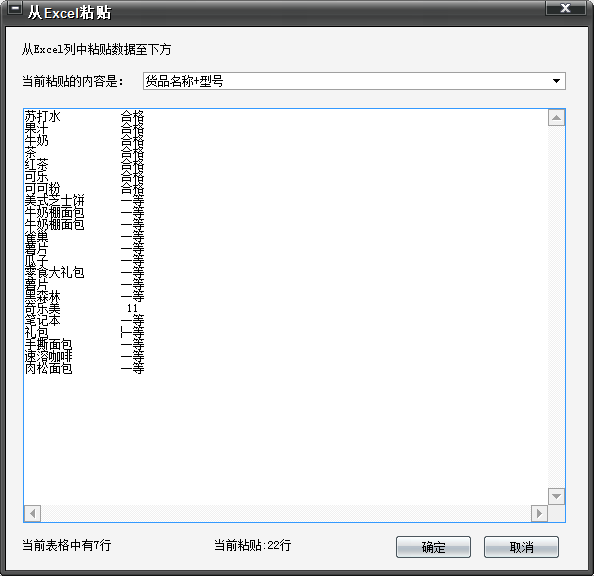 从Excel粘贴
从Excel列中粘贴数据至下方
当前粘贴的内容是： 货品名称+型号
苏打水 合格
果汁 合格
牛奶 合格
茶 合格
红茶 合格
可乐 合格
可可粉 合格
美式芝士饼 一等
牛奶棚面包 一等
牛奶棚面包 一等
雀巢 一等
薯片 一等
瓜子 一等
零食大礼包 一等
薯片 一等
黑森林 一等
奇乐美 11
笔记本 一等
礼包 一等
手撕面包 一等
速溶咖啡 一等
肉松面包 一等
当前表格中有7行 当前粘贴:22行 确定 取消